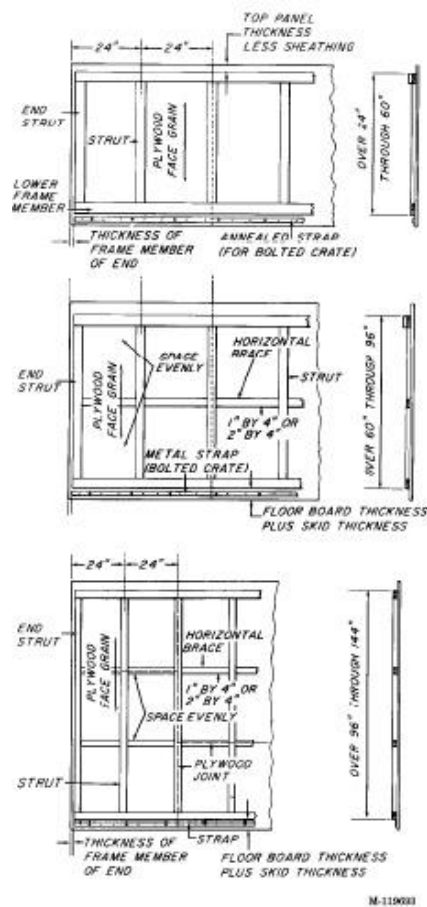 TOP PANEL
THICKNESS
LESS SHEATHING
24" 24"
END
STRUT
STRUT
PLYWOOD
FACE GRAIN
OVER 24"
THROUGH 60"
LOWER
FRAME
MEMBER
THICKNESS OF
FRAME MEMBER
OF END
ANNEALED STRAP
(FOR BOLTED CRATE)
SPACE
EVENLY
HORIZONTAL
BRACE
END
STRUT
PLYWOOD
FACE GRAIN
STRUT
1" BY 4" OR
2" BY 4"
OVER 60" THROUGH 96"
METAL STRAP
(BOLTED CRATE)
FLOOR BOARD THICKNESS
PLUS SKID THICKNESS
24" 24"
END
STRUT
PLYWOOD
FACE GRAIN
HORIZONTAL
BRACE
1" BY 4" OR
2" BY 4"
SPACE EVENLY
OVER 96" THROUGH 144"
PLYWOOD
JOINT
STRUT
STRAP
THICKNESS OF
FRAME MEMBER
OF END
FLOOR BOARD THICKNESS
PLUS SKID THICKNESS
M-119693